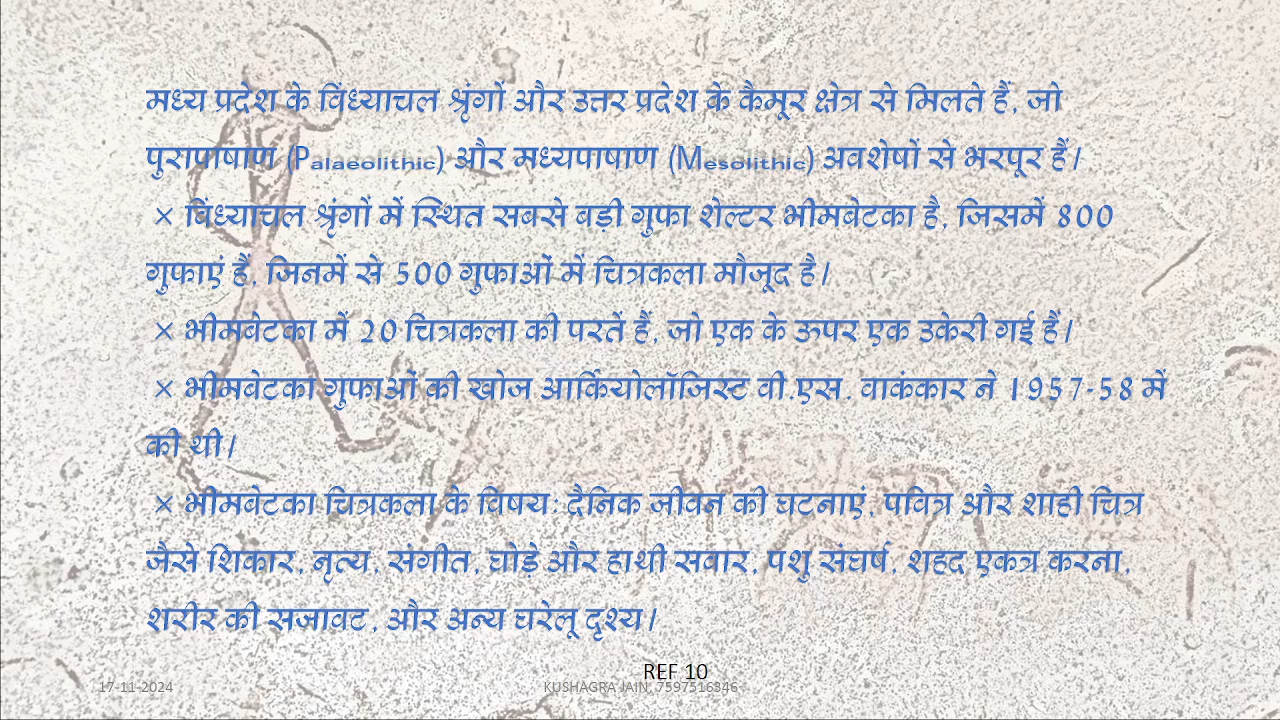 मध्य प्रदेश के विंध्याचल श्रृंगों और उत्तर प्रदेश के कैमूर क्षेत्र से मिलते हैं, जो
पुरापाषाण (Palaeolithic) और मध्यपाषाण (Mesolithic) अवशेषों से भरपूर हैं।
× विंध्याचल श्रृंगों में स्थित सबसे बड़ी गुफा शेल्टर भीमबेटका है, जिसमें 800
गुफाएं हैं, जिनमें से 500 गुफाओं में चित्रकला मौजूद है।
× भीमबेटका में 20 चित्रकला की परतें हैं, जो एक के ऊपर एक उकेरी गई हैं।
× भीमबेटका गुफाओं की खोज आर्कियोलॉजिस्ट वी.एस. वाकंकार ने 1957-58 में
की थी।
× भीमबेटका चित्रकला के विषय: दैनिक जीवन की घटनाएं, पवित्र और शाही चित्र
जैसे शिकार, नृत्य, संगीत, घोड़े और हाथी सवार, पशु संघर्ष, शहद एकत्र करना,
शरीर की सजावट, और अन्य घरेलू दृश्य।
REF 10
17-11-2024 KUSHAGRA JAIN, 7597516346